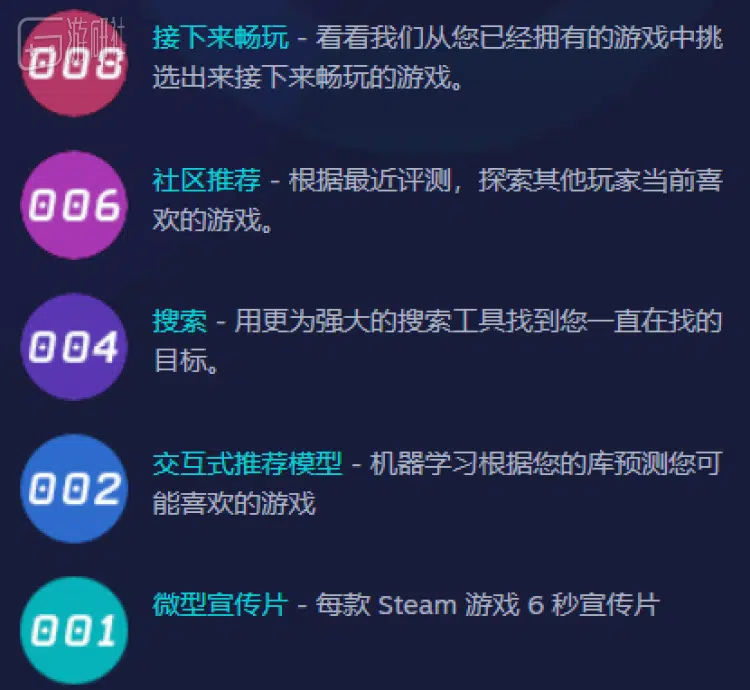 游研社
008
接下来畅玩 - 看看我们从您已经拥有的游戏中挑
选出来接下来畅玩的游戏。
006
社区推荐 - 根据最近评测，探索其他玩家当前喜
欢的游戏。
004
搜索 - 用更为强大的搜索工具找到您一直在找的
目标。
002
交互式推荐模型 - 机器学习根据您的库预测您可
能喜欢的游戏
001
微型宣传片 - 每款 Steam 游戏 6 秒宣传片